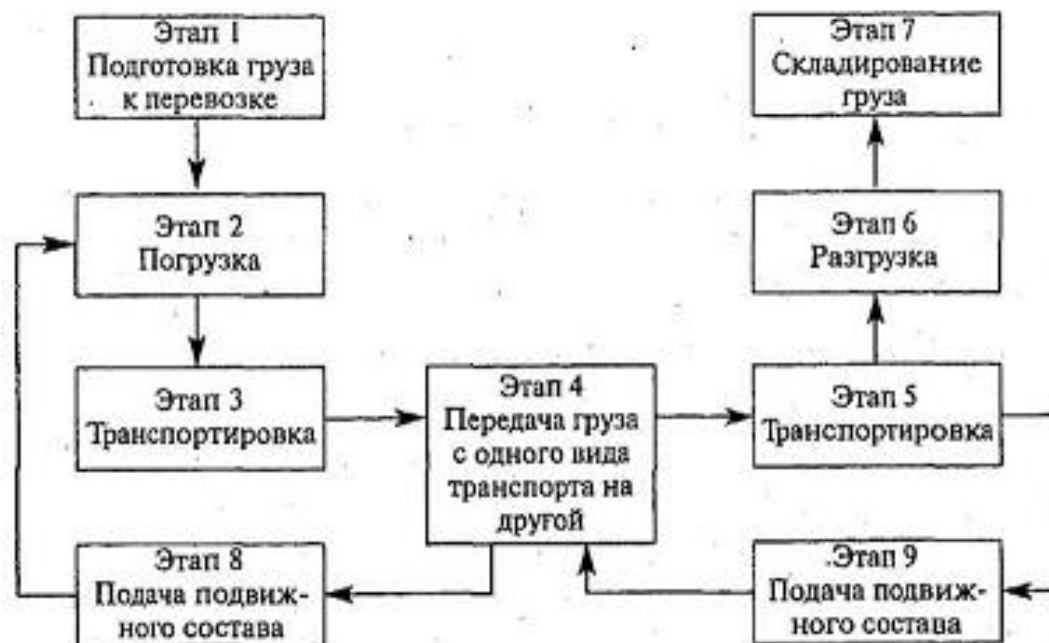 Этап 1
Подготовка груза
к перевозке
Этап 2
Погрузка
Этап 3
Транспортировка
Этап 4
Передача груза
с одного вида
транспорта на
другой
Этап 5
Транспортировка
Этап 6
Разгрузка
Этап 7
Складирование
груза
Этап 8
Подача подвиж-
ного состава
Этап 9
Подача подвиж-
ного состава